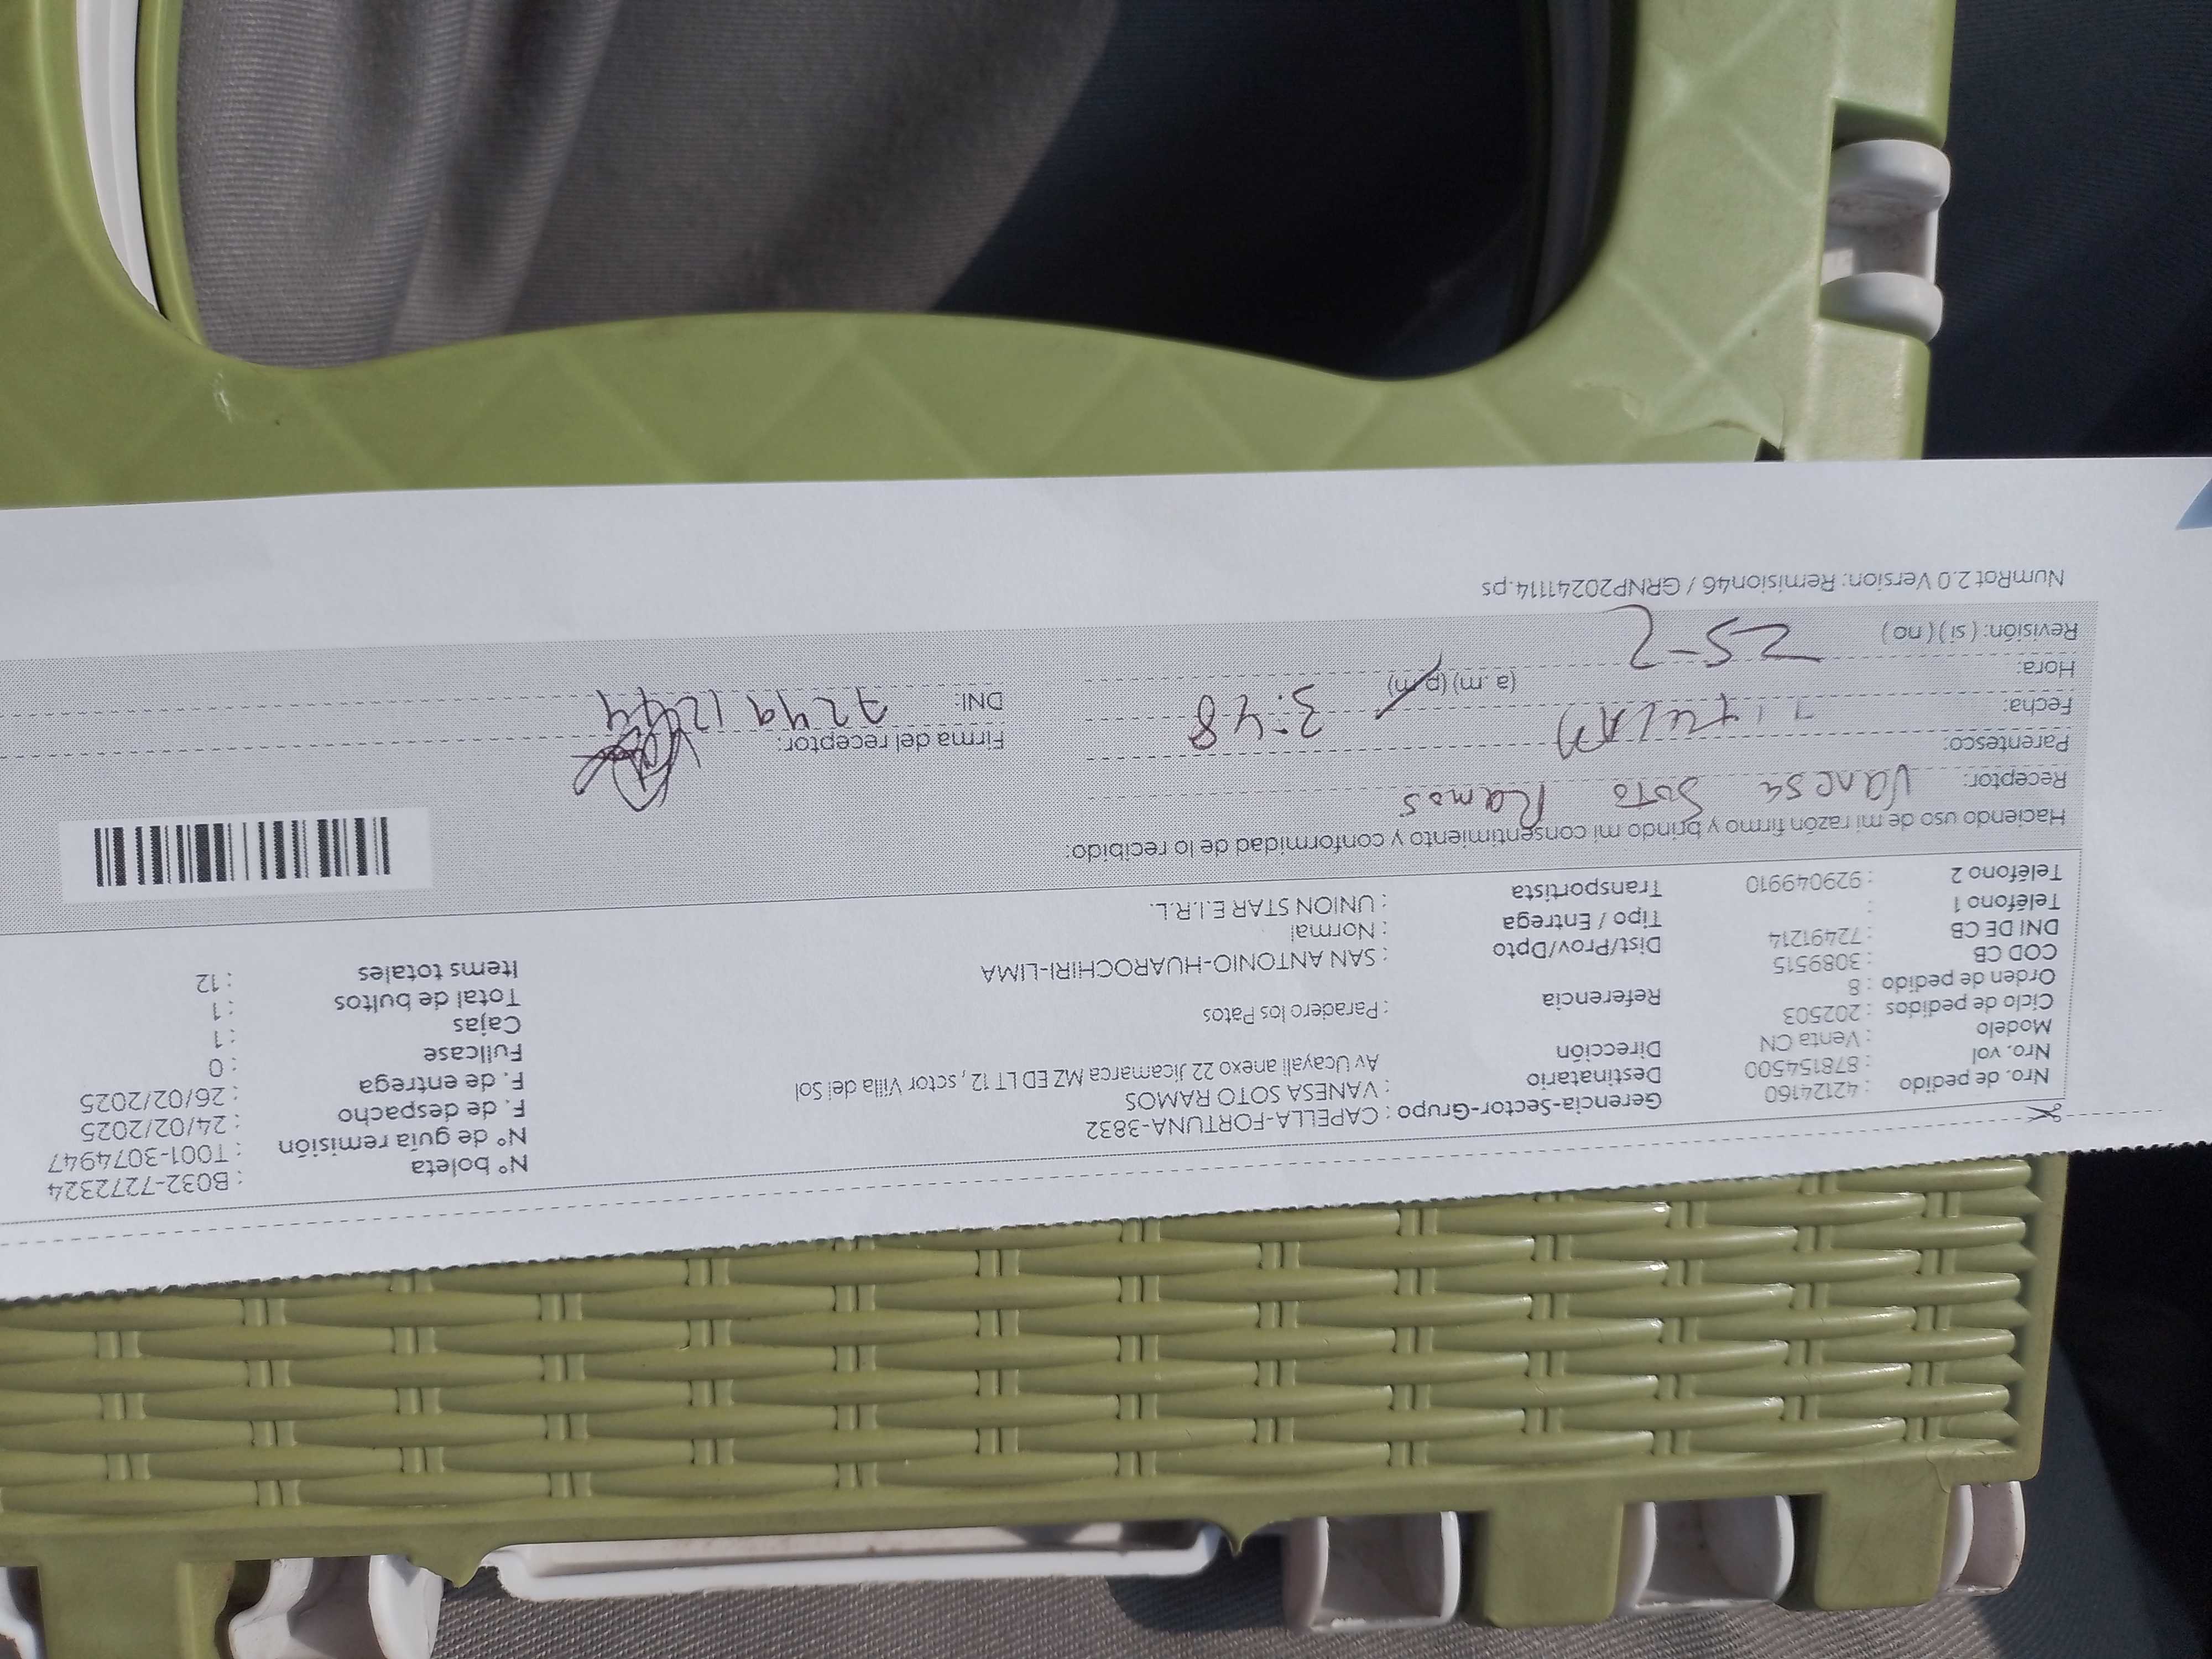 Nro. de pedido : 42124160
Nro. vol : 878154500
Modelo : Venta CN
Ciclo de pedidos : 202503
Orden de pedido : 8
COD CB : 3089515
DNI DE CB : 72491214
Teléfono 1 :
Teléfono 2 : 929049910
Gerencia-Sector-Grupo : CAPELLA-FORTUNA-3832
Destinatario : VANESA SOTO RAMOS
Dirección Av Ucayali anexo 22 Jicamarca MZ ED LT 12 , sctor Villa del Sol
Referencia : Paradero los Patos
Dist/Prov/Dpto : SAN ANTONIO-HUAROCHIRI-LIMA
Tipo / Entrega : Normal
Transportista : UNION STAR E.I.R.L.
N° boleta : B032-7272324
N° de guía remisión : T001-3074947
F. de despacho : 24/02/2025
F. de entrega : 26/02/2025
Fullcase : 0
Cajas : 1
Total de bultos : 1
Items totales : 12
Haciendo uso de mi razón firmo y brindo mi consentimiento y conformidad de lo recibido:
Receptor: Vanesa Soto Ramos
Parentesco: Titular
Fecha:
Hora: 3:48 (a.m) (p.m)
Revisión: (si) (no) 25-2
Firma del receptor:
DNI:
NumRot 2.0 Version: Remision46 / GRNP20241114.ps